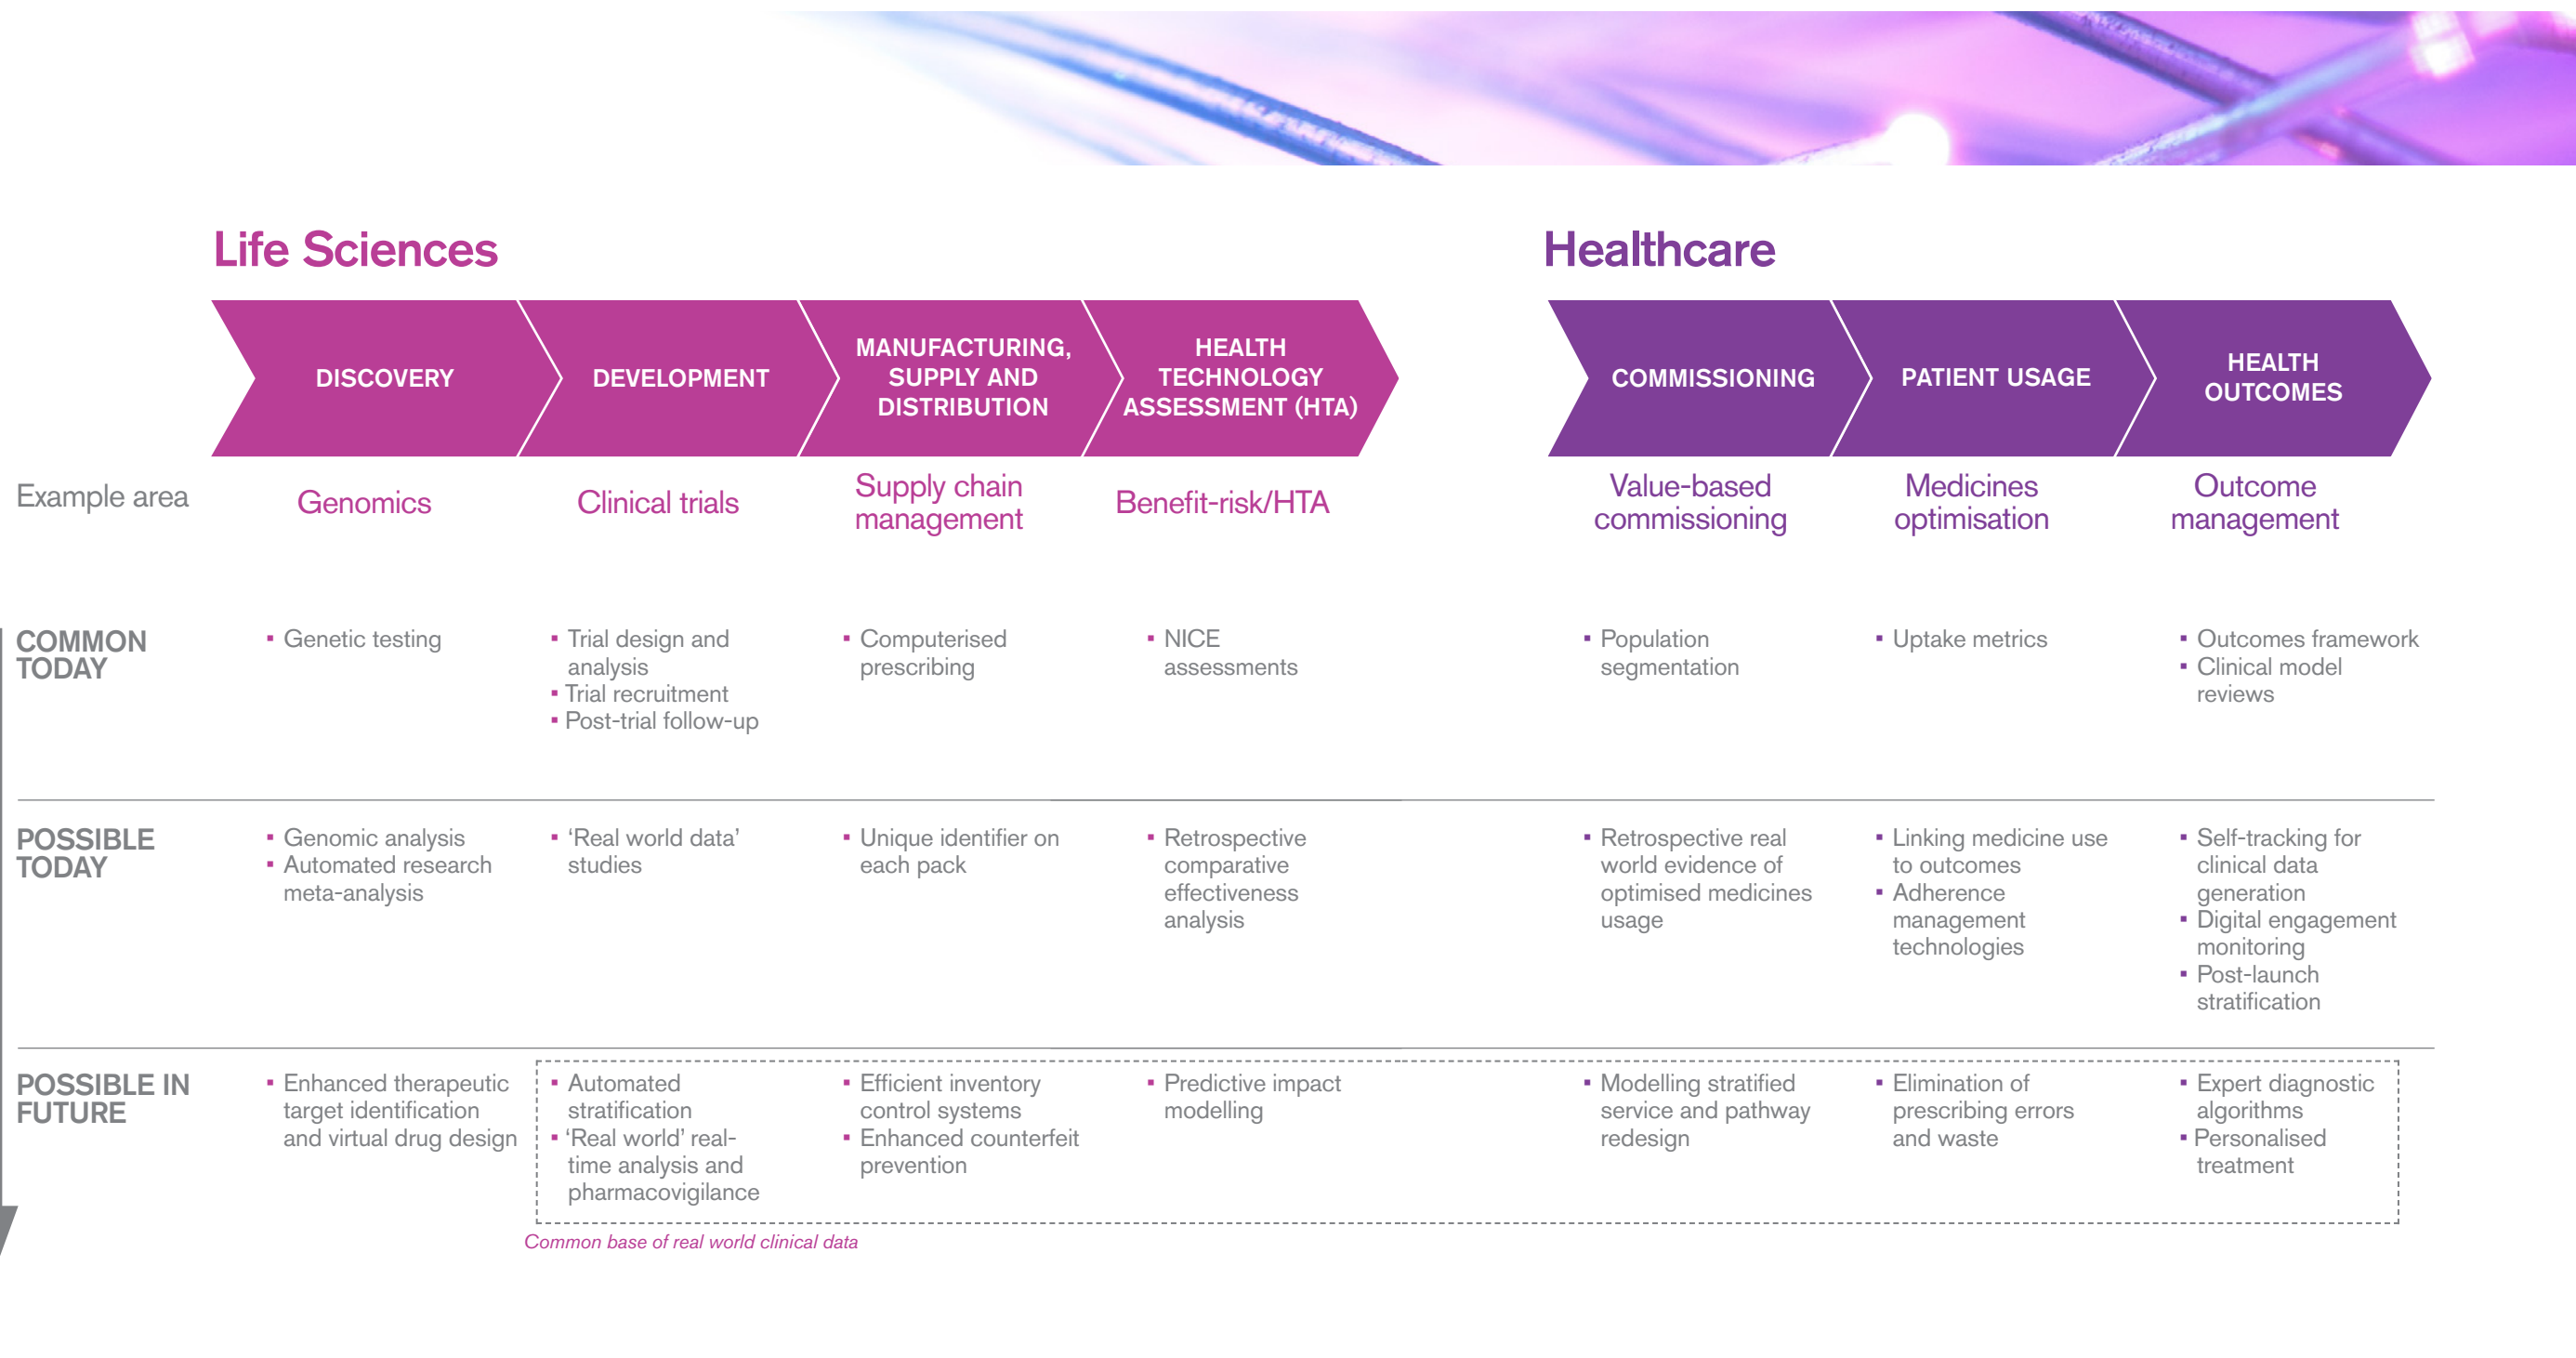 Life Sciences
Healthcare
DISCOVERY
DEVELOPMENT
MANUFACTURING,
SUPPLY AND
DISTRIBUTION
HEALTH
TECHNOLOGY
ASSESSMENT (HTA)
COMMISSIONING
PATIENT USAGE
HEALTH
OUTCOMES
Example area
Genomics
Clinical trials
Supply chain
management
Benefit-risk/HTA
Value-based
commissioning
Medicines
optimisation
Outcome
management
COMMON
TODAY
▪ Genetic testing
▪ Trial design and
analysis
▪ Trial recruitment
▪ Post-trial follow-up
▪ Computerised
prescribing
▪ NICE
assessments
▪ Population
segmentation
▪ Uptake metrics
▪ Outcomes framework
▪ Clinical model
reviews
POSSIBLE
TODAY
▪ Genomic analysis
▪ Automated research
meta-analysis
▪ ‘Real world data’
studies
▪ Unique identifier on
each pack
▪ Retrospective
comparative
effectiveness
analysis
▪ Retrospective real
world evidence of
optimised medicines
usage
▪ Linking medicine use
to outcomes
▪ Adherence
management
technologies
▪ Self-tracking for
clinical data
generation
▪ Digital engagement
monitoring
▪ Post-launch
stratification
POSSIBLE IN
FUTURE
▪ Enhanced therapeutic
target identification
and virtual drug design
▪ Automated
stratification
▪ ‘Real world’ real-
time analysis and
pharmacovigilance
▪ Efficient inventory
control systems
▪ Enhanced counterfeit
prevention
▪ Predictive impact
modelling
▪ Modelling stratified
service and pathway
redesign
▪ Elimination of
prescribing errors
and waste
▪ Expert diagnostic
algorithms
▪ Personalised
treatment
Common base of real world clinical data